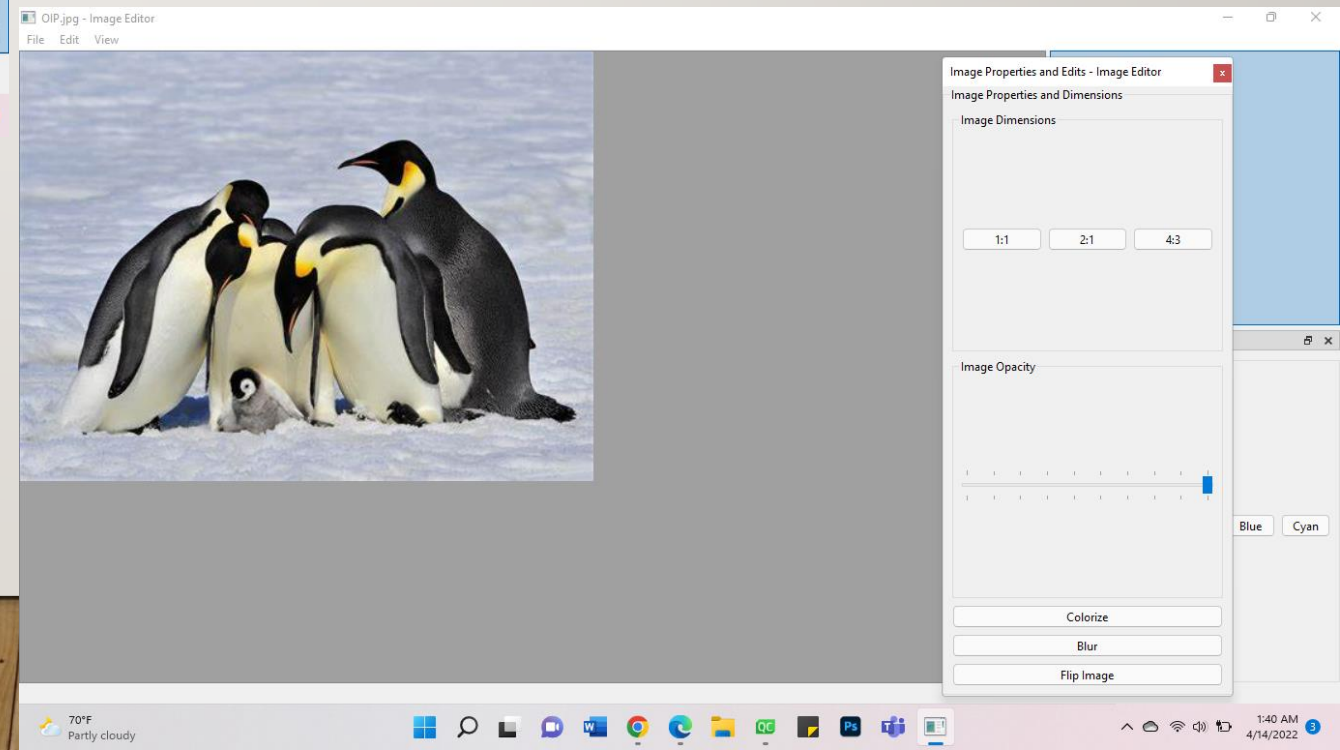 OIP.jpg - Image Editor
File Edit View
Image Properties and Edits - Image Editor
x
Image Properties and Dimensions
Image Dimensions
1:1 2:1 4:3
Image Opacity
Blue Cyan
Colorize
Blur
Flip Image
70°F
Partly cloudy
W
QC
Ps
1:40 AM
4/14/2022
3